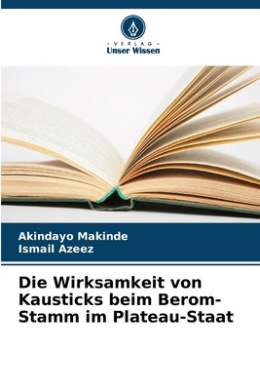 VERLAG
Unser Wissen
Akindayo Makinde
Ismail Azeez
Die Wirksamkeit von
Kausticks beim Berom-
Stamm im Plateau-Staat